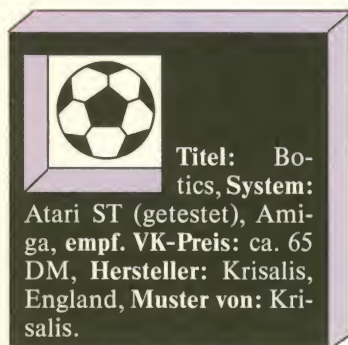 Titel: Bo-
tics, System:
Atari ST (getestet), Ami-
ga, empf. VK-Preis: ca. 65
DM, Hersteller: Krisalis,
England, Muster von: Kri-
salis.